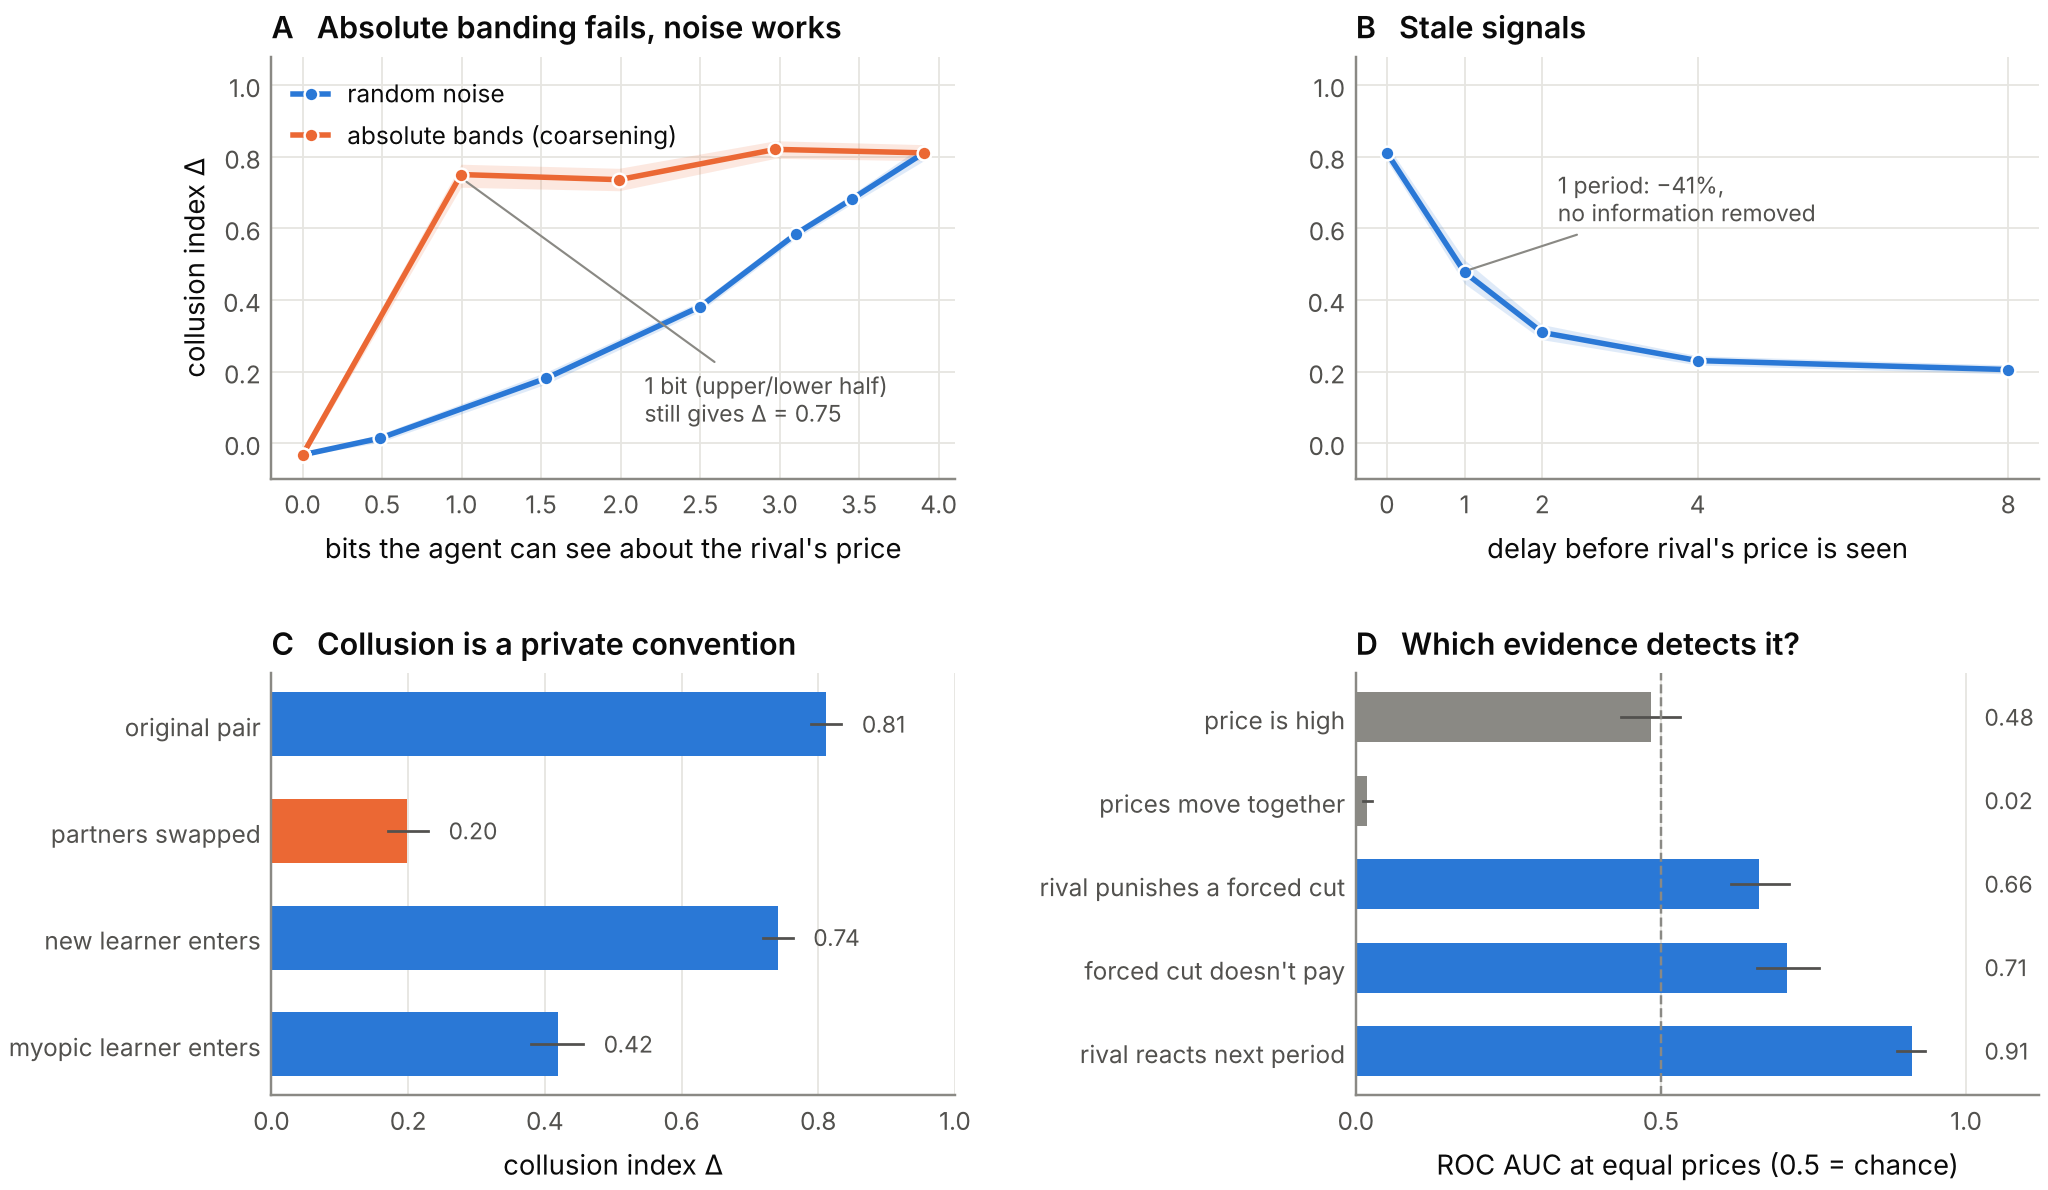 A Absolute banding fails, noise works
random noise
absolute bands (coarsening)
1 bit (upper/lower half)
still gives Δ = 0.75
collusion index Δ
1.0
0.8
0.6
0.4
0.2
0.0
0.0 0.5 1.0 1.5 2.0 2.5 3.0 3.5 4.0
bits the agent can see about the rival's price
B Stale signals
1 period: −41%,
no information removed
1.0
0.8
0.6
0.4
0.2
0.0
0 1 2 4 8
delay before rival's price is seen
C Collusion is a private convention
original pair 0.81
partners swapped 0.20
new learner enters 0.74
myopic learner enters 0.42
0.0 0.2 0.4 0.6 0.8 1.0
collusion index Δ
D Which evidence detects it?
price is high 0.48
prices move together 0.02
rival punishes a forced cut 0.66
forced cut doesn't pay 0.71
rival reacts next period 0.91
0.0 0.5 1.0
ROC AUC at equal prices (0.5 = chance)